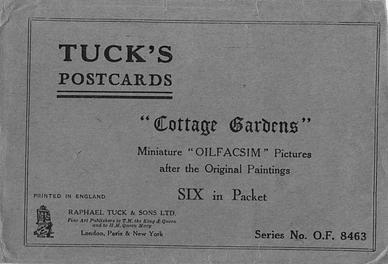 TUCK'S
POSTCARDS
"Cottage Gardens"
Miniature "OILFACSIM" Pictures
after the Original Paintings
SIX in Packet
PRINTED IN ENGLAND
RAPHAEL TUCK & SONS LTD.
Fine Art Publishers to T.M. the King & Queen
and to H.M. Queen Mary
London, Paris & New York
Series No. O.F. 8463